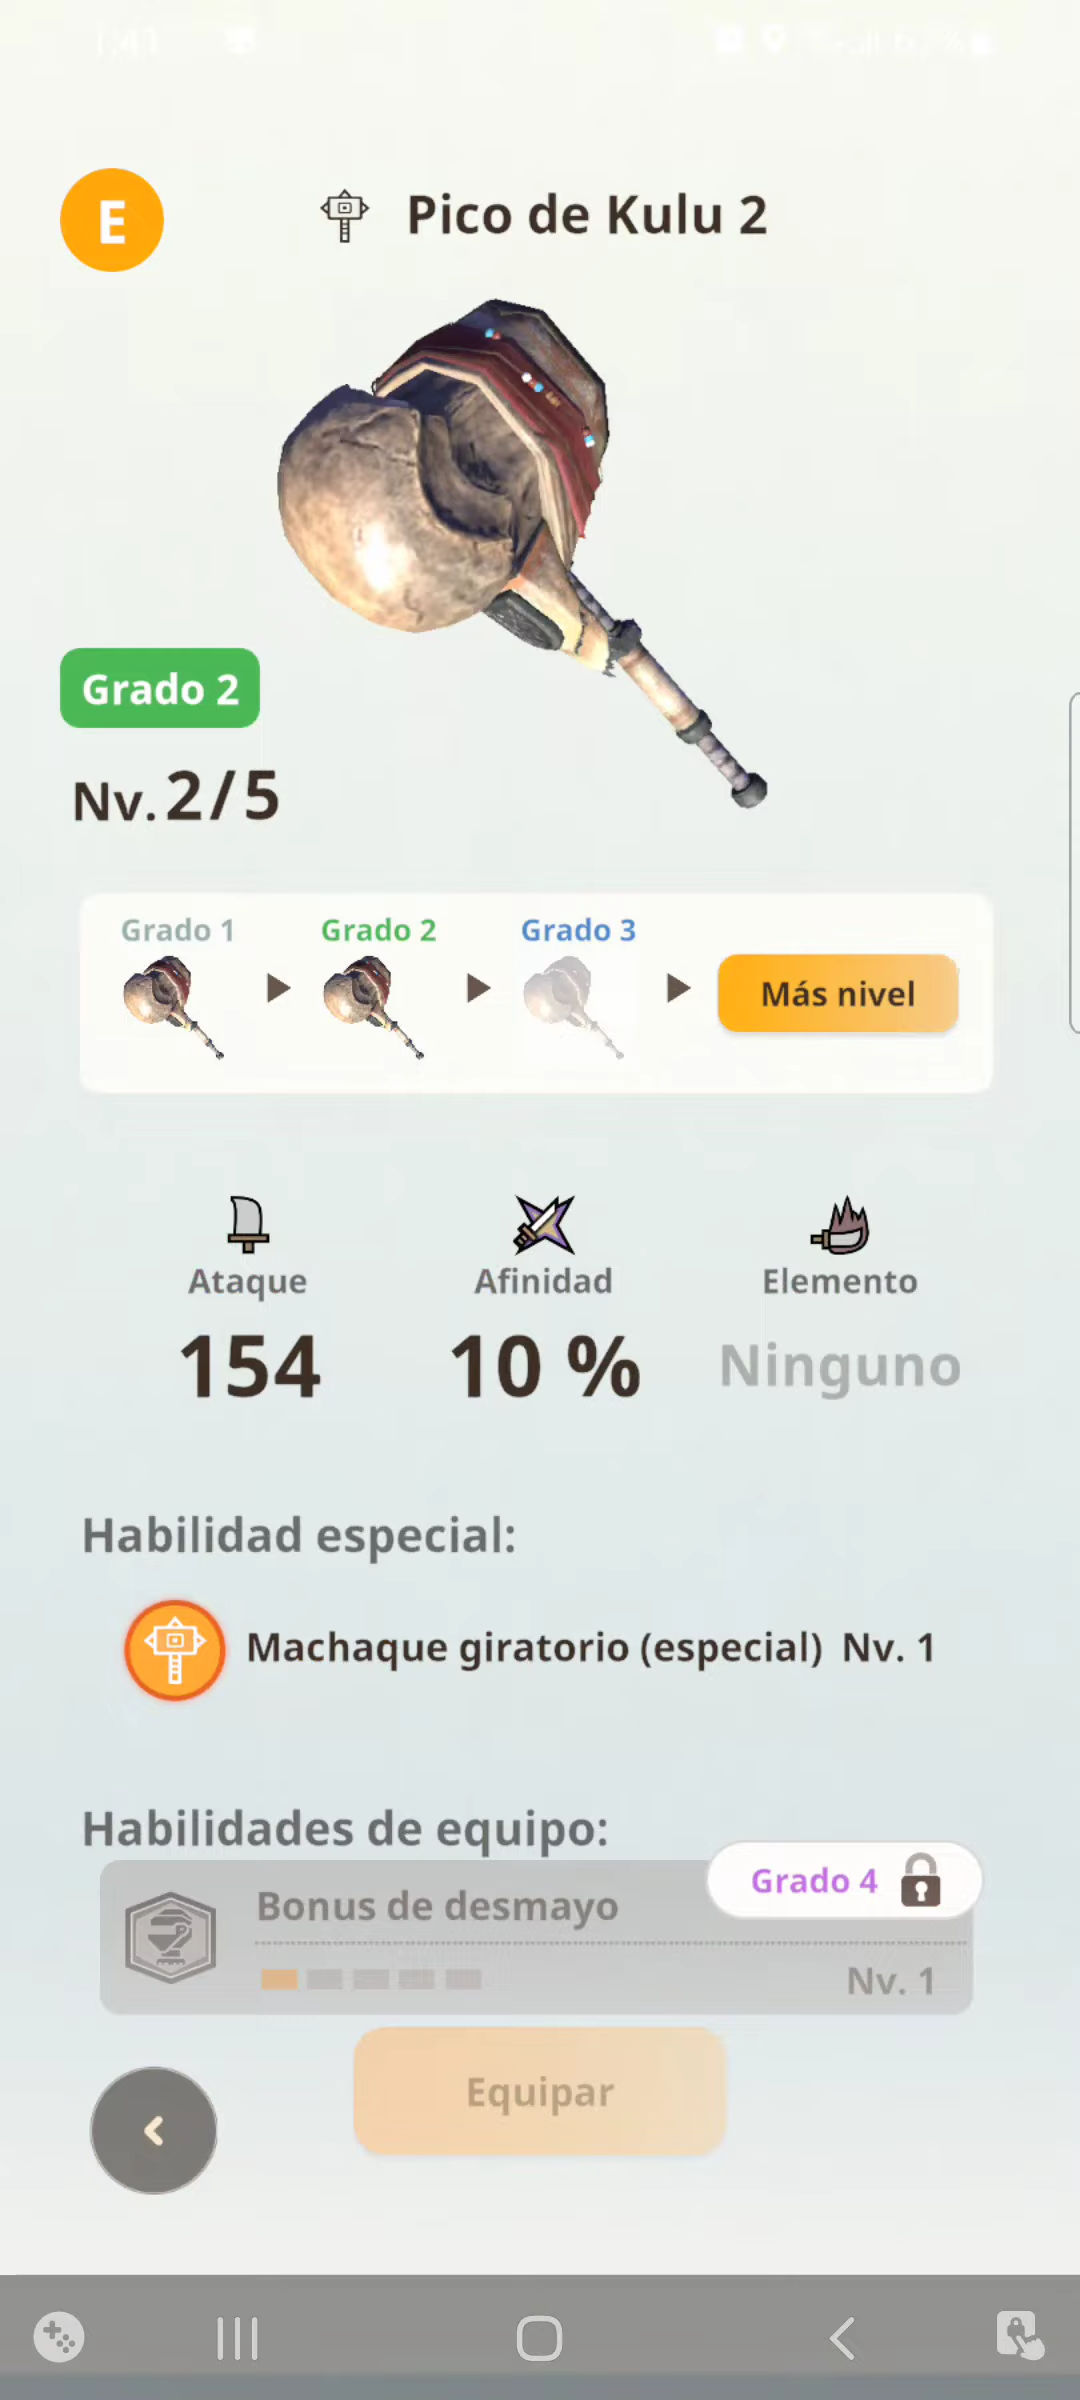 E
Pico de Kulu 2
Grado 2
Nv. 2/5
Grado 1
Grado 2
Grado 3
Más nivel
Ataque
Afinidad
Elemento
154
10 %
Ninguno
Habilidad especial:
Machaque giratorio (especial) Nv. 1
Habilidades de equipo:
Grado 4
Bonus de desmayo
Nv. 1
Equipar